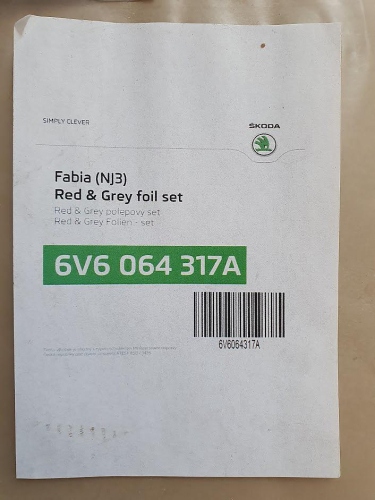 SIMPLY CLEVER
ŠKODA
Fabia (NJ3)
Red & Grey foil set
Red & Grey polepový set
Red & Grey Folien - set
6V6 064 317A
6V6064317A